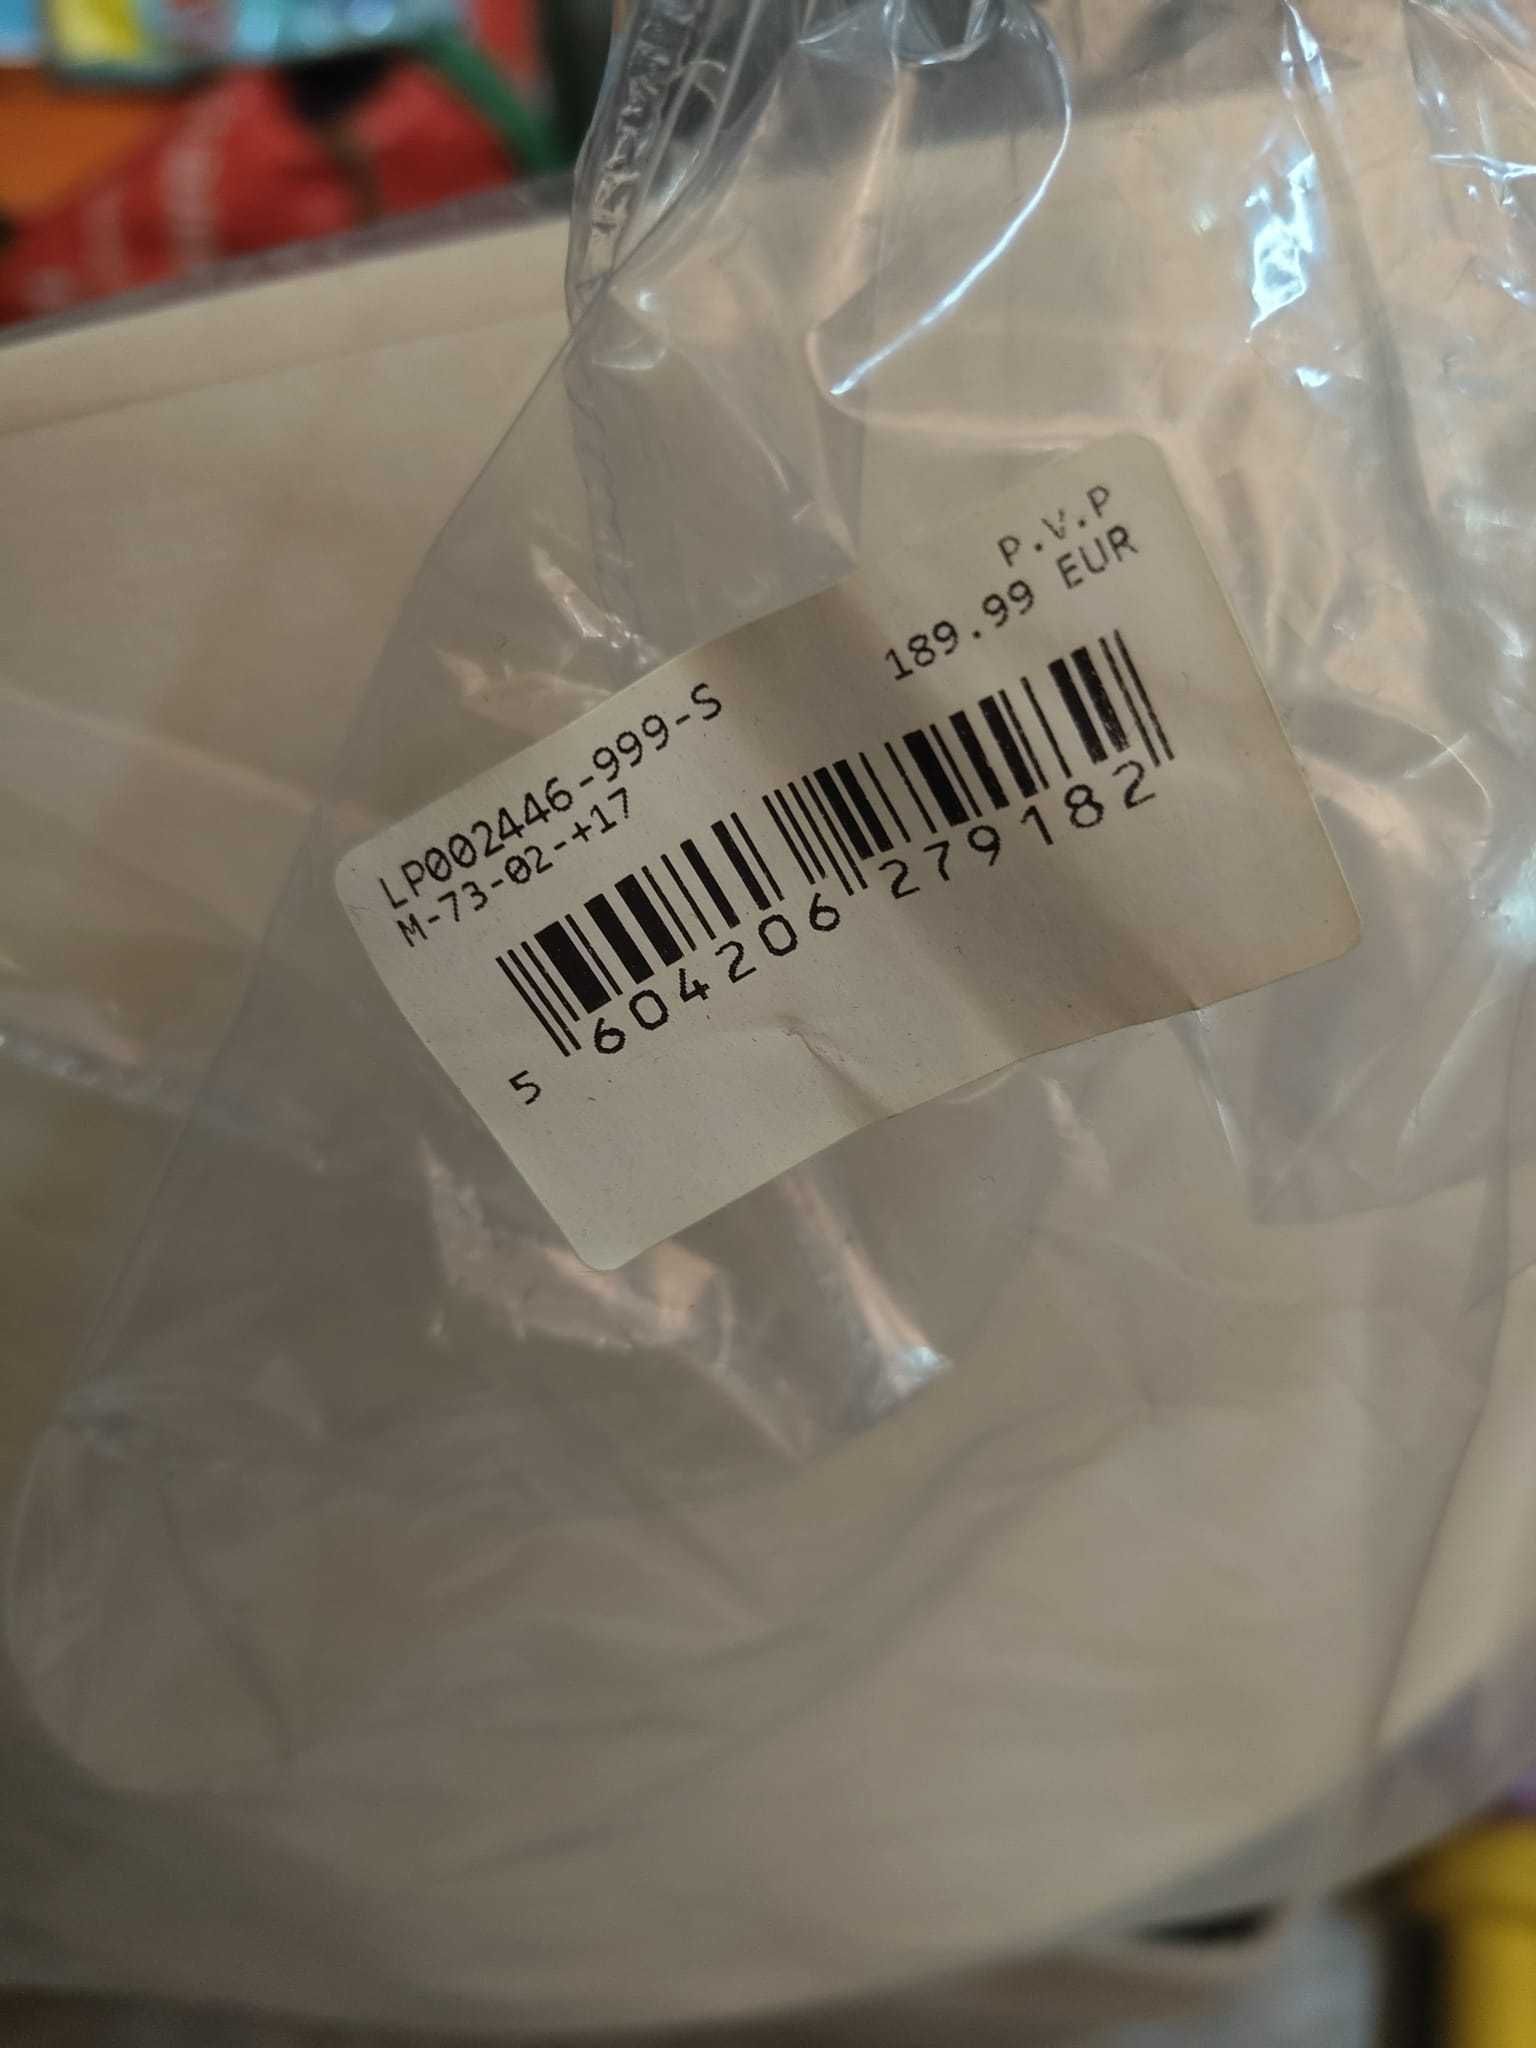 P.V.P
189.99 EUR
LP002446-999-S
M-73-02-+17
5 604206 279182